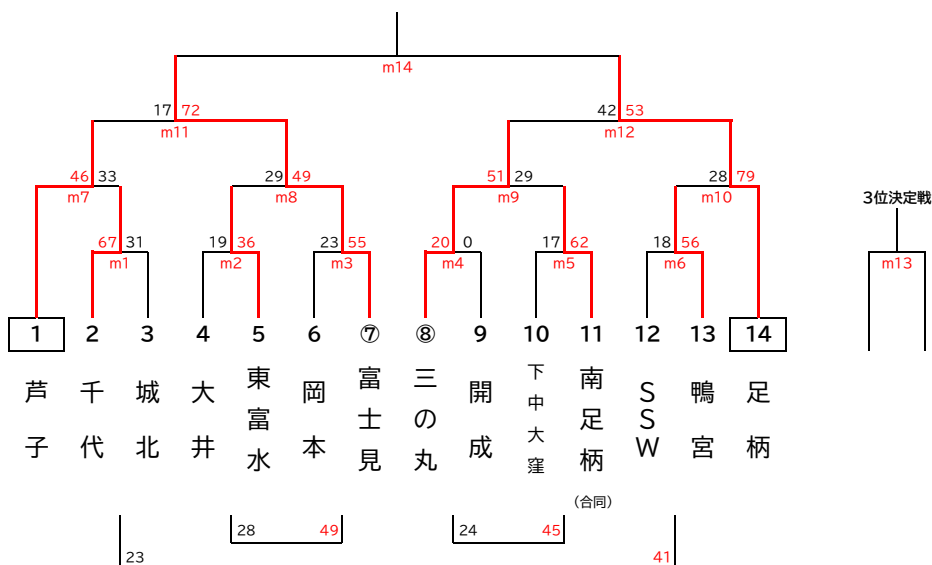 m14
17 72
m11
42 53
m12
46 33
m7
29 49
m8
51 29
m9
28 79
m10
3位決定戦
67 31
m1
19 36
m2
23 55
m3
20 0
m4
17 62
m5
18 56
m6
m13
1 2 3 4 5 6 ⑦ ⑧ 9 10 11 12 13 14
芦子
千代
城北
大井
東富水
岡本
富士見
三の丸
開成
下中大窪
南足柄
(合同)
SSW
鴨宮
足柄
28 49
24 45
23 41